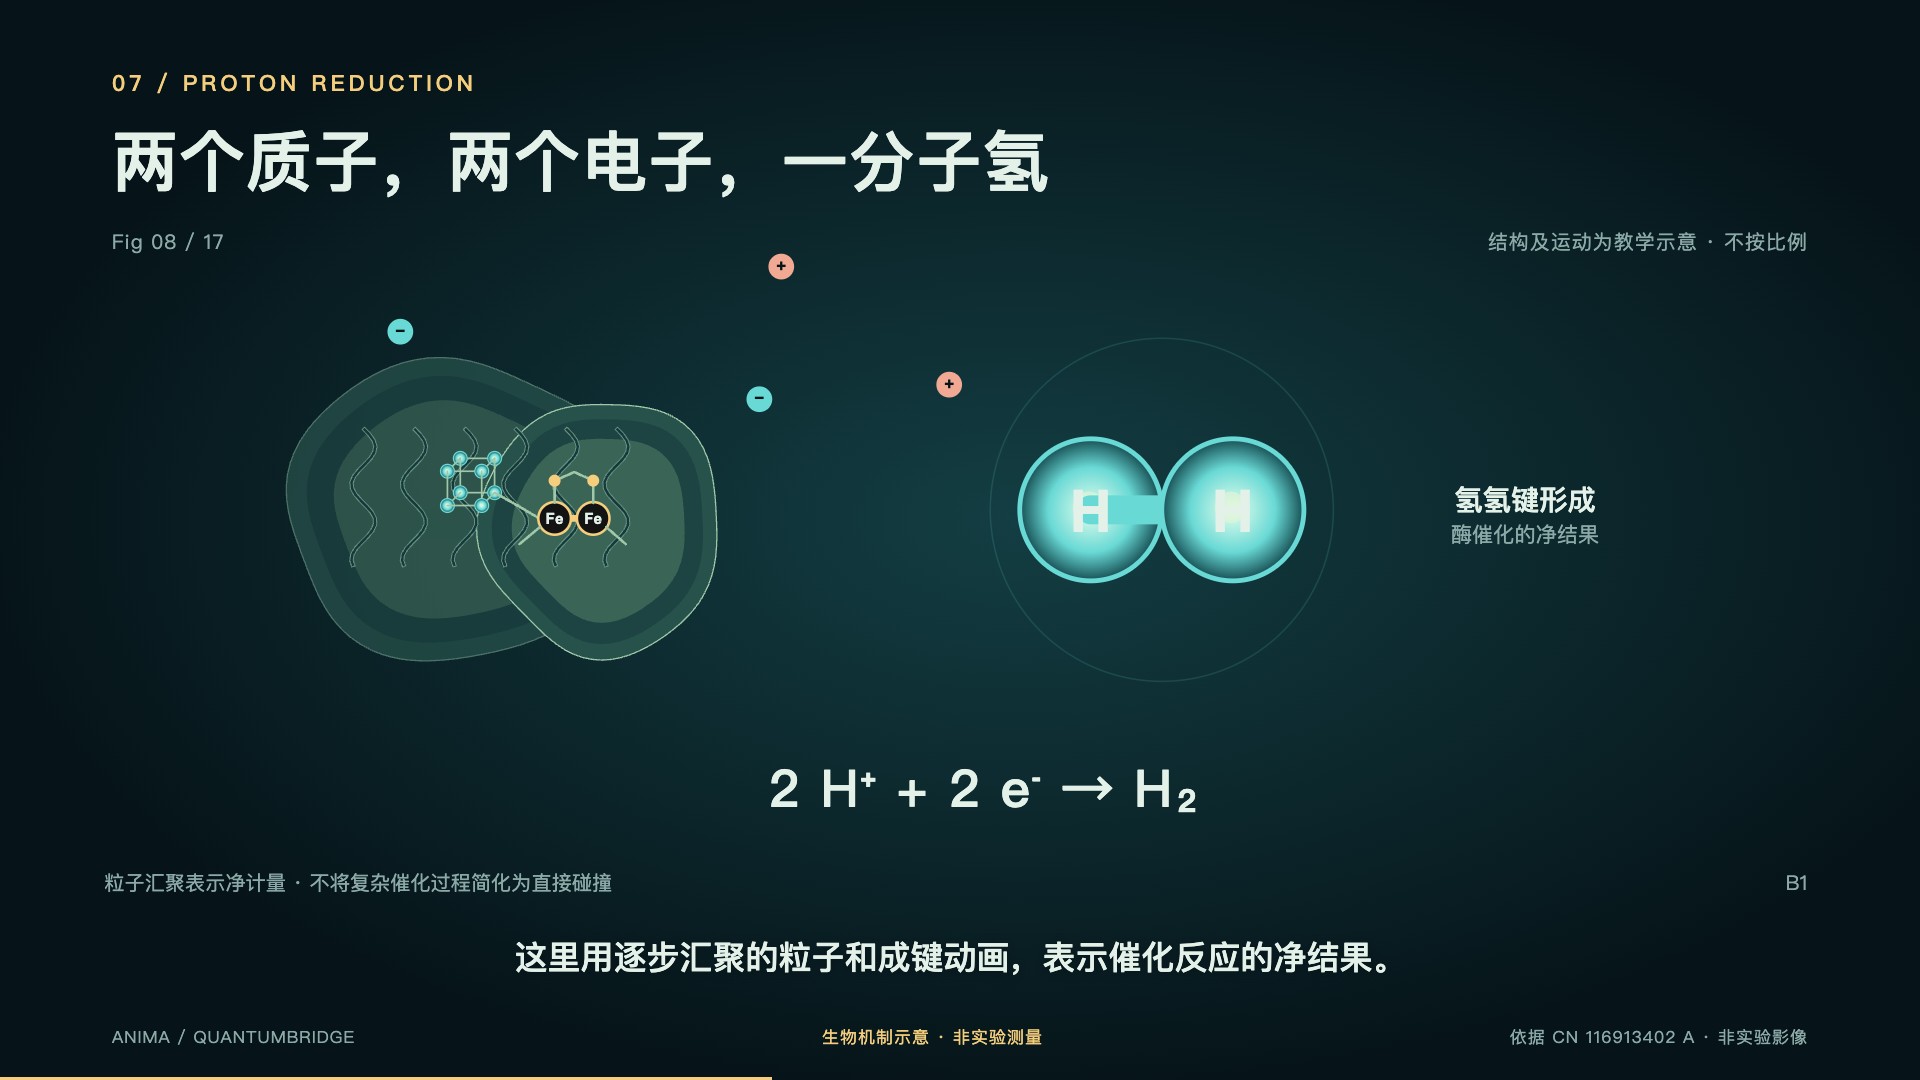 07 / PROTON REDUCTION
两个质子，两个电子，一分子氢
Fig 08 / 17
结构及运动为教学示意 · 不按比例
+
−
−
+
Fe Fe
H H
氢氢键形成
酶催化的净结果
2 H⁺ + 2 e⁻ → H₂
粒子汇聚表示净计量 · 不将复杂催化过程简化为直接碰撞
B1
这里用逐步汇聚的粒子和成键动画，表示催化反应的净结果。
ANIMA / QUANTUMBRIDGE
生物机制示意 · 非实验测量
依据 CN 116913402 A · 非实验影像